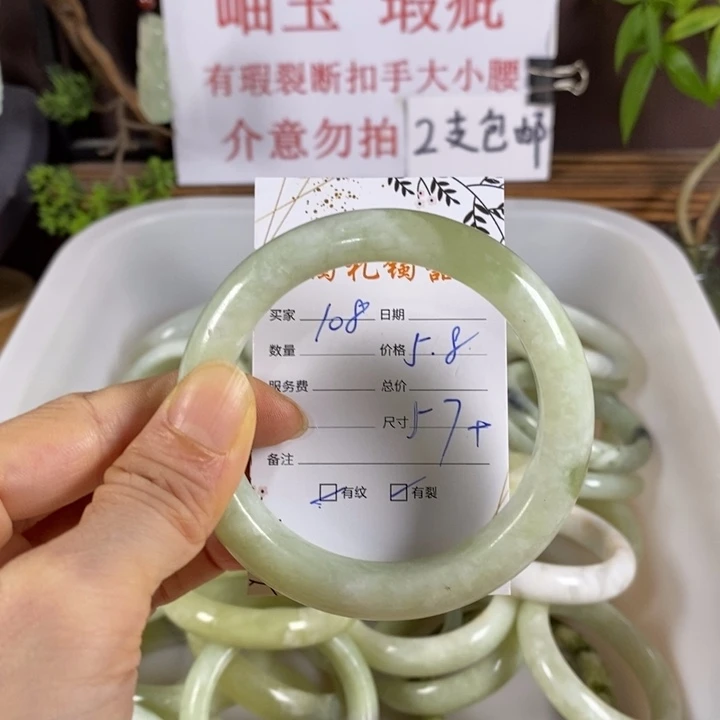 岫玉 瑕疵
有瑕裂断扣手大小腰
介意勿拍 2支包邮
买家 108 日期
数量 价格 5.8
服务费 总价
尺寸 57+
备注
有纹 有裂